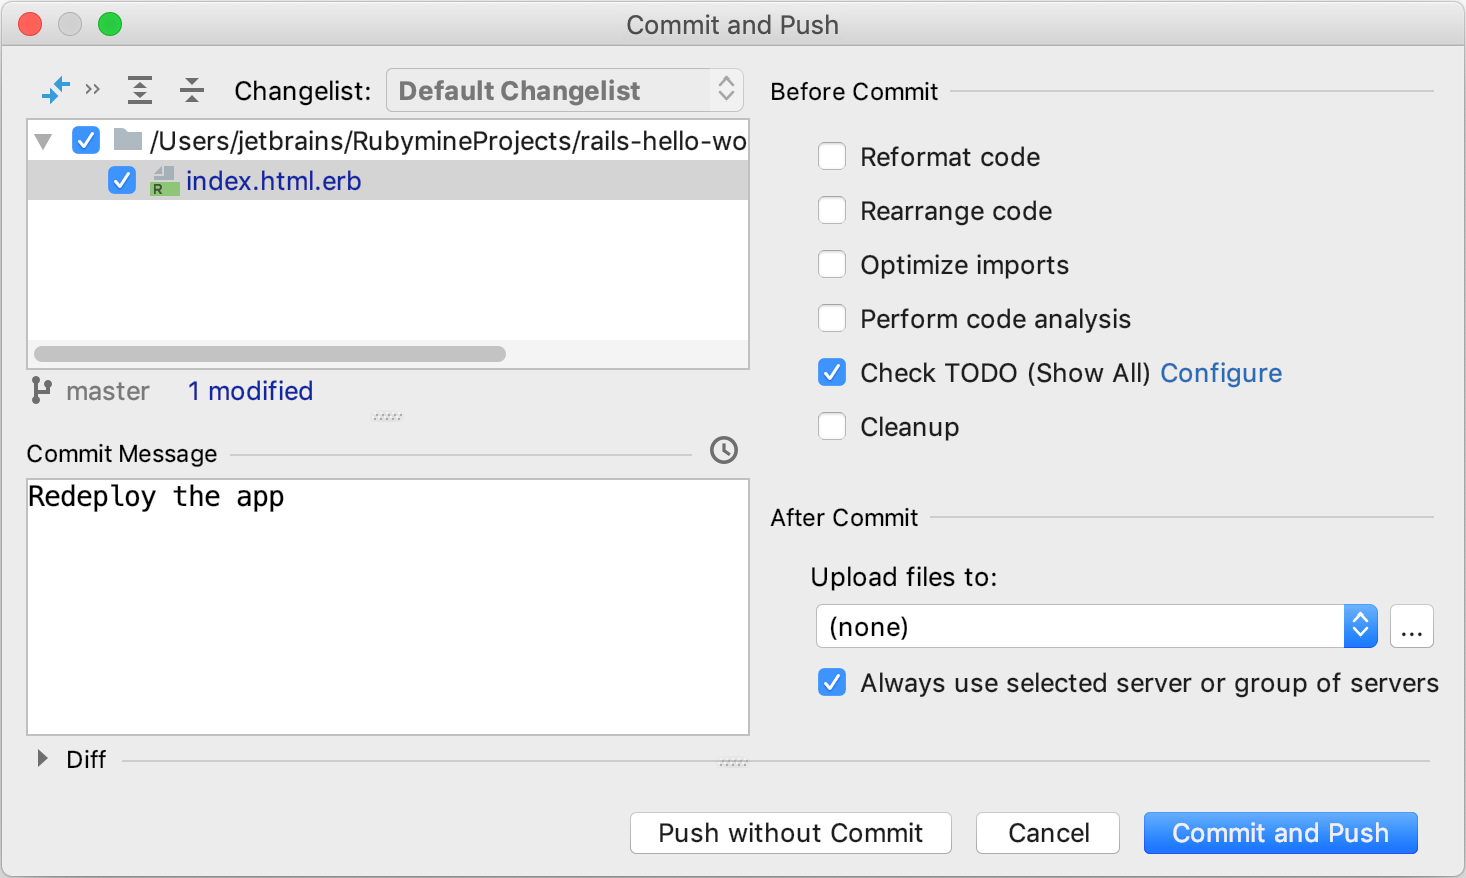 Commit and Push
Changelist: Default Changelist
/Users/jetbrains/RubymineProjects/rails-hello-wo
R index.html.erb
master 1 modified
Commit Message
Redeploy the app
Before Commit
Reformat code
Rearrange code
Optimize imports
Perform code analysis
Check TODO (Show All) Configure
Cleanup
After Commit
Upload files to:
(none) ...
Always use selected server or group of servers
Diff
Push without Commit Cancel Commit and Push